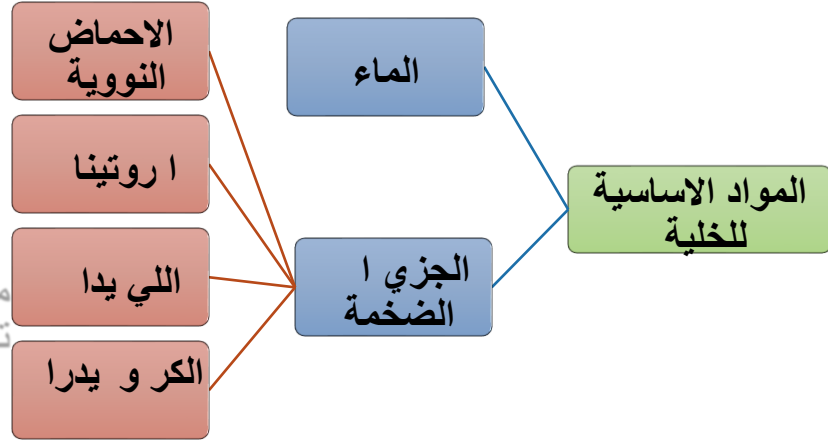 المواد الاساسية
للخلية
الماء
الجزي ا
الضخمة
الاحماض
النووية
ا روتينا
اللي يدا
الكر و يدرا